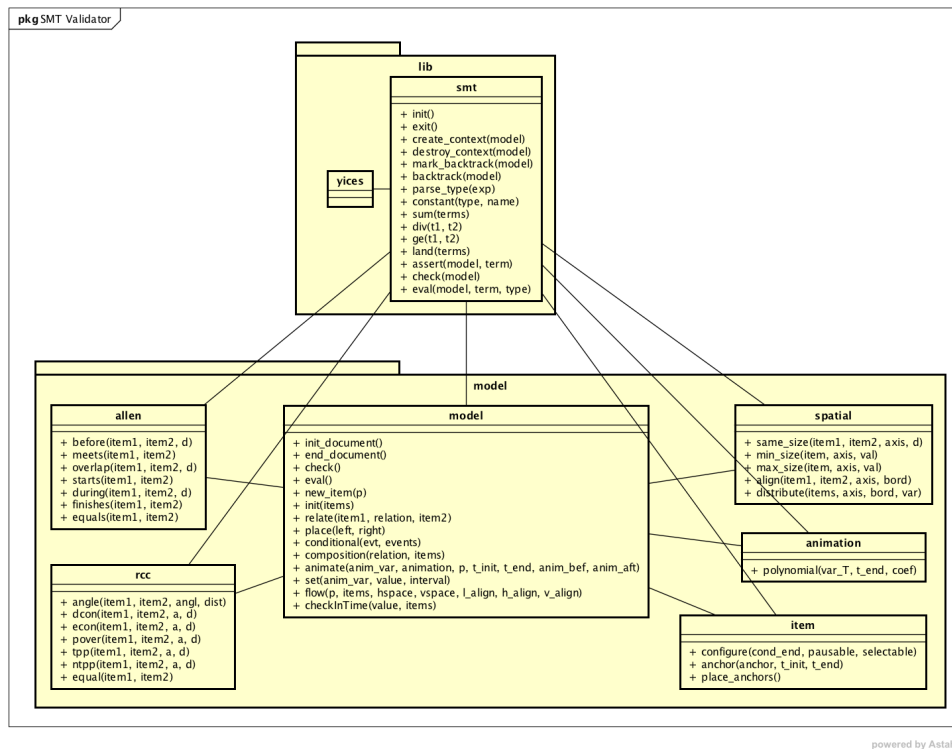 pkg SMT Validator
lib
smt
+ init()
+ exit()
+ create_context(model)
+ destroy_context(model)
+ mark_backtrack(model)
+ backtrack(model)
+ parse_type(exp)
+ constant(type, name)
+ sum(terms)
+ div(t1, t2)
+ ge(t1, t2)
+ land(terms)
+ assert(model, term)
+ check(model)
+ eval(model, term, type)
yices
model
allen
+ before(item1, item2, d)
+ meets(item1, item2)
+ overlap(item1, item2, d)
+ starts(item1, item2)
+ during(item1, item2, d)
+ finishes(item1, item2)
+ equals(item1, item2)
model
+ init_document()
+ end_document()
+ check()
+ eval()
+ new_item(p)
+ init(items)
+ relate(item1, relation, item2)
+ place(left, right)
+ conditional(evt, events)
+ composition(relation, items)
+ animate(anim_var, animation, p, t_init, t_end, anim_bef, anim_aft)
+ set(anim_var, value, interval)
+ flow(p, items, hspace, vspace, l_align, h_align, v_align)
+ checkInTime(value, items)
spatial
+ same_size(item1, item2, axis, d)
+ min_size(item, axis, val)
+ max_size(item, axis, val)
+ align(item1, item2, axis, bord)
+ distribute(items, axis, bord, var)
animation
+ polynomial(var_T, t_end, coef)
rcc
+ angle(item1, item2, angl, dist)
+ dcon(item1, item2, a, d)
+ econ(item1, item2, a, d)
+ pover(item1, item2, a, d)
+ tpp(item1, item2, a, d)
+ ntpp(item1, item2, a, d)
+ equal(item1, item2)
item
+ configure(cond_end, pausable, selectable)
+ anchor(anchor, t_init, t_end)
+ place_anchors()
powered by Asta